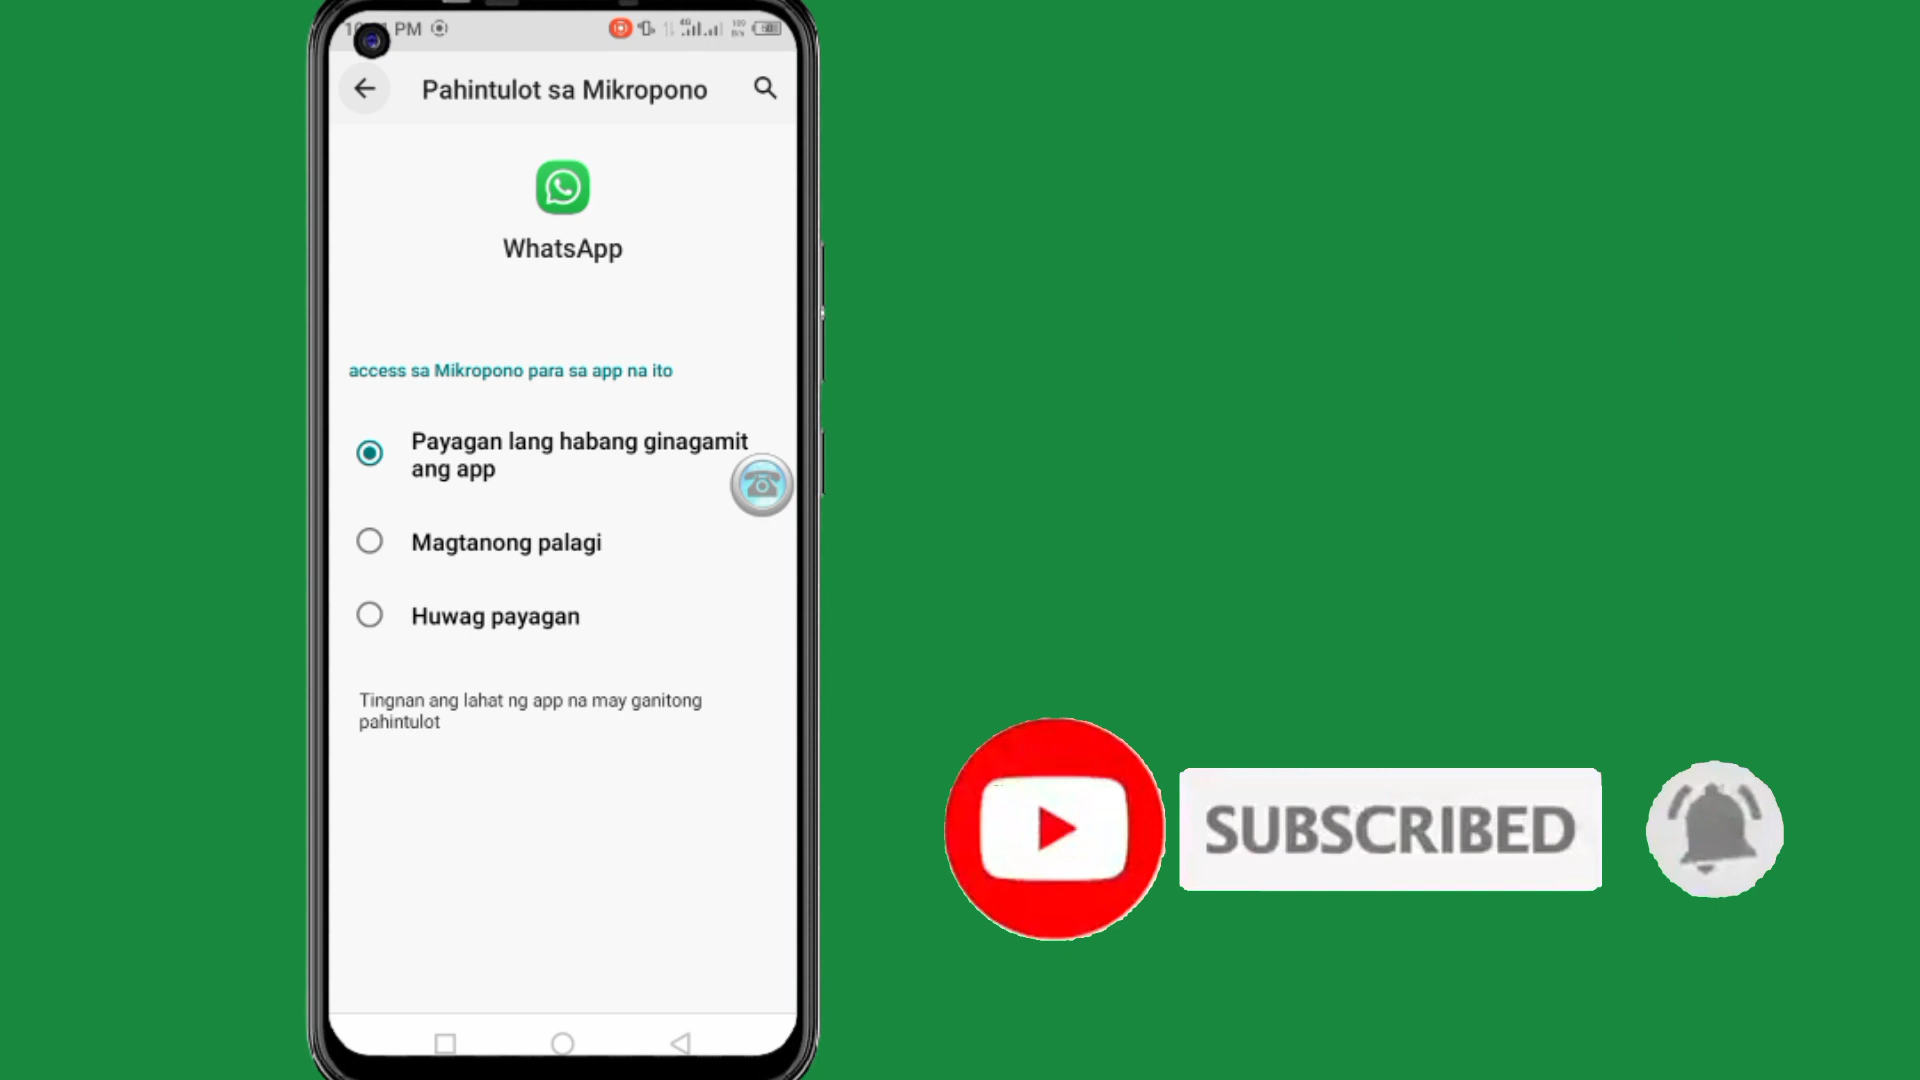 PM
Pahintulot sa Mikropono
WhatsApp
access sa Mikropono para sa app na ito
Payagan lang habang ginagamit
ang app
Magtanong palagi
Huwag payagan
Tingnan ang lahat ng app na may ganitong
pahintulot
SUBSCRIBED